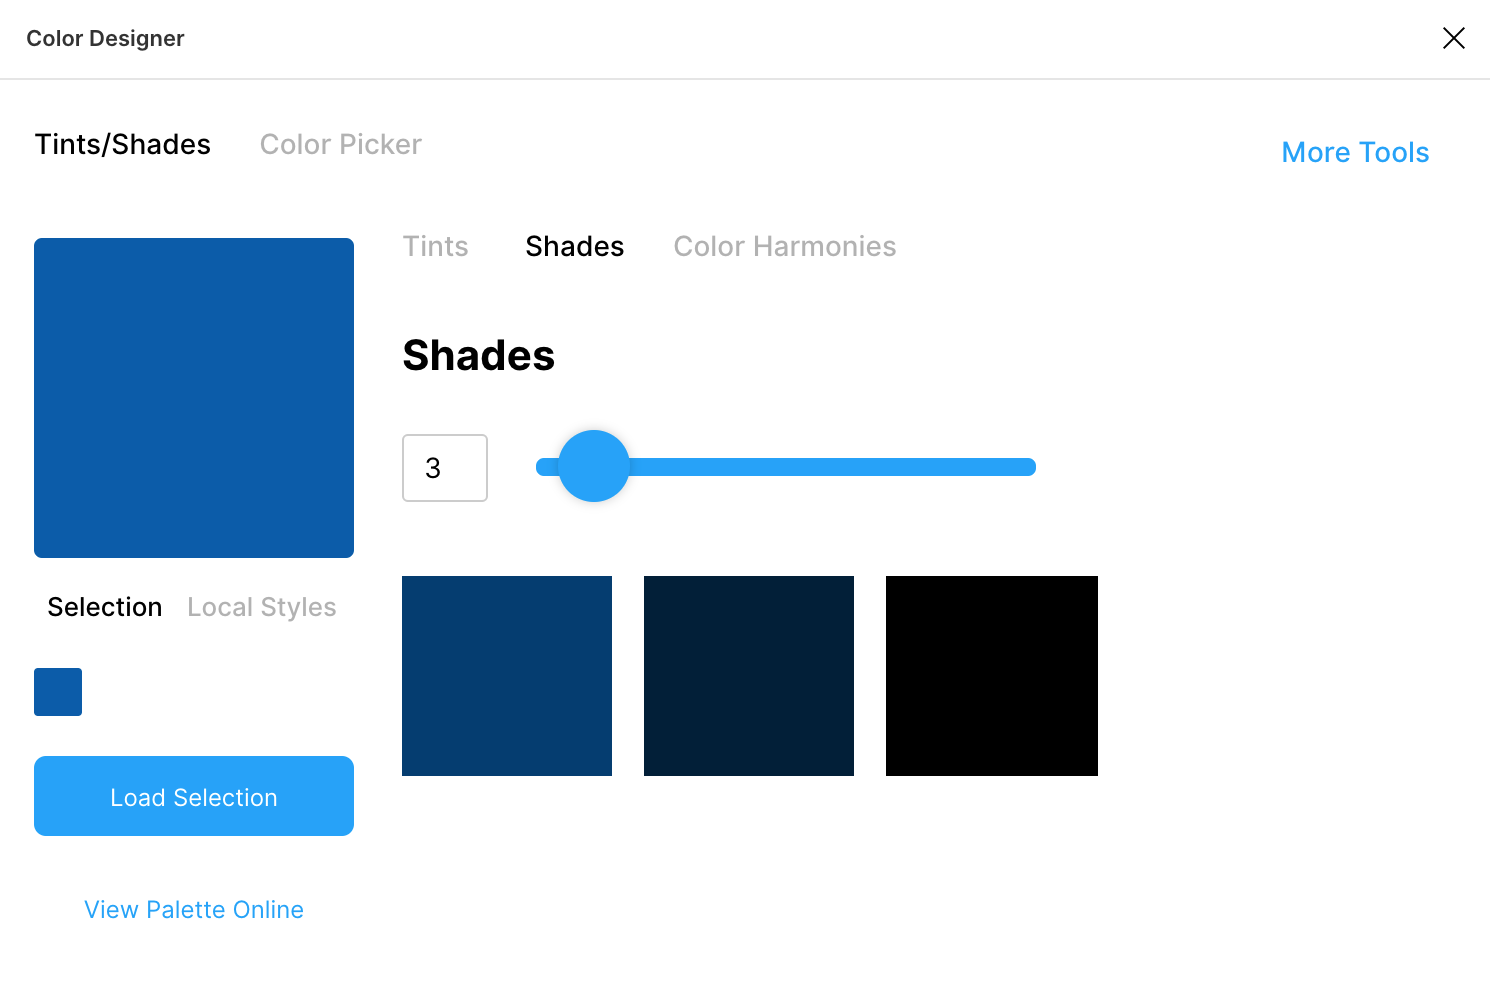 Color Designer
Tints/Shades Color Picker
More Tools
Tints Shades Color Harmonies
Shades
3
Selection Local Styles
Load Selection
View Palette Online